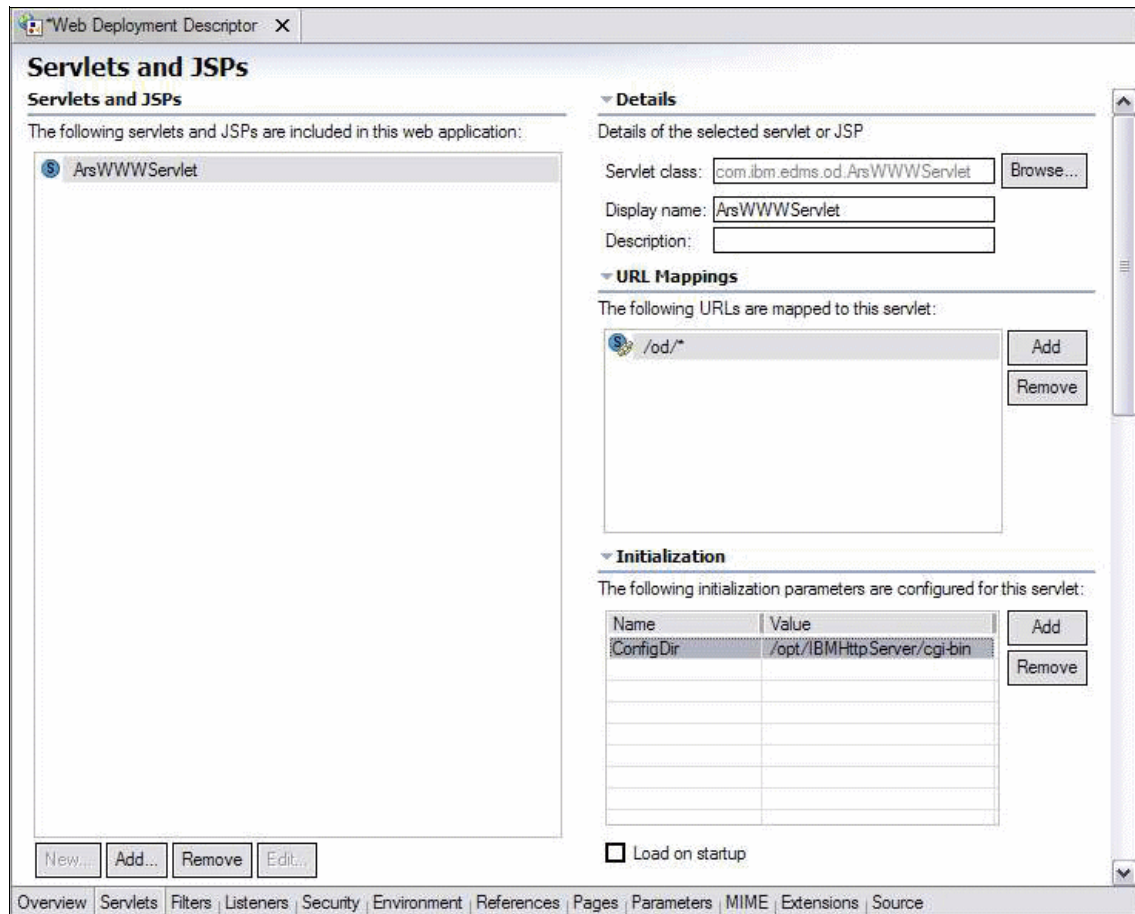 *Web Deployment Descriptor X
Servlets and JSPs
Servlets and JSPs
The following servlets and JSPs are included in this web application:
ArsWWWServlet
New... Add... Remove Edit...
Details
Details of the selected servlet or JSP
Servlet class: com.ibm.edms.od.ArsWWWServlet Browse...
Display name: ArsWWWServlet
Description:
URL Mappings
The following URLs are mapped to this servlet:
/od/* Add
Remove
Initialization
The following initialization parameters are configured for this servlet:
Name Value Add
ConfigDir /opt/IBMHttpServer/cgi-bin
Remove
Load on startup
Overview Servlets Filters Listeners Security Environment References Pages Parameters MIME Extensions Source